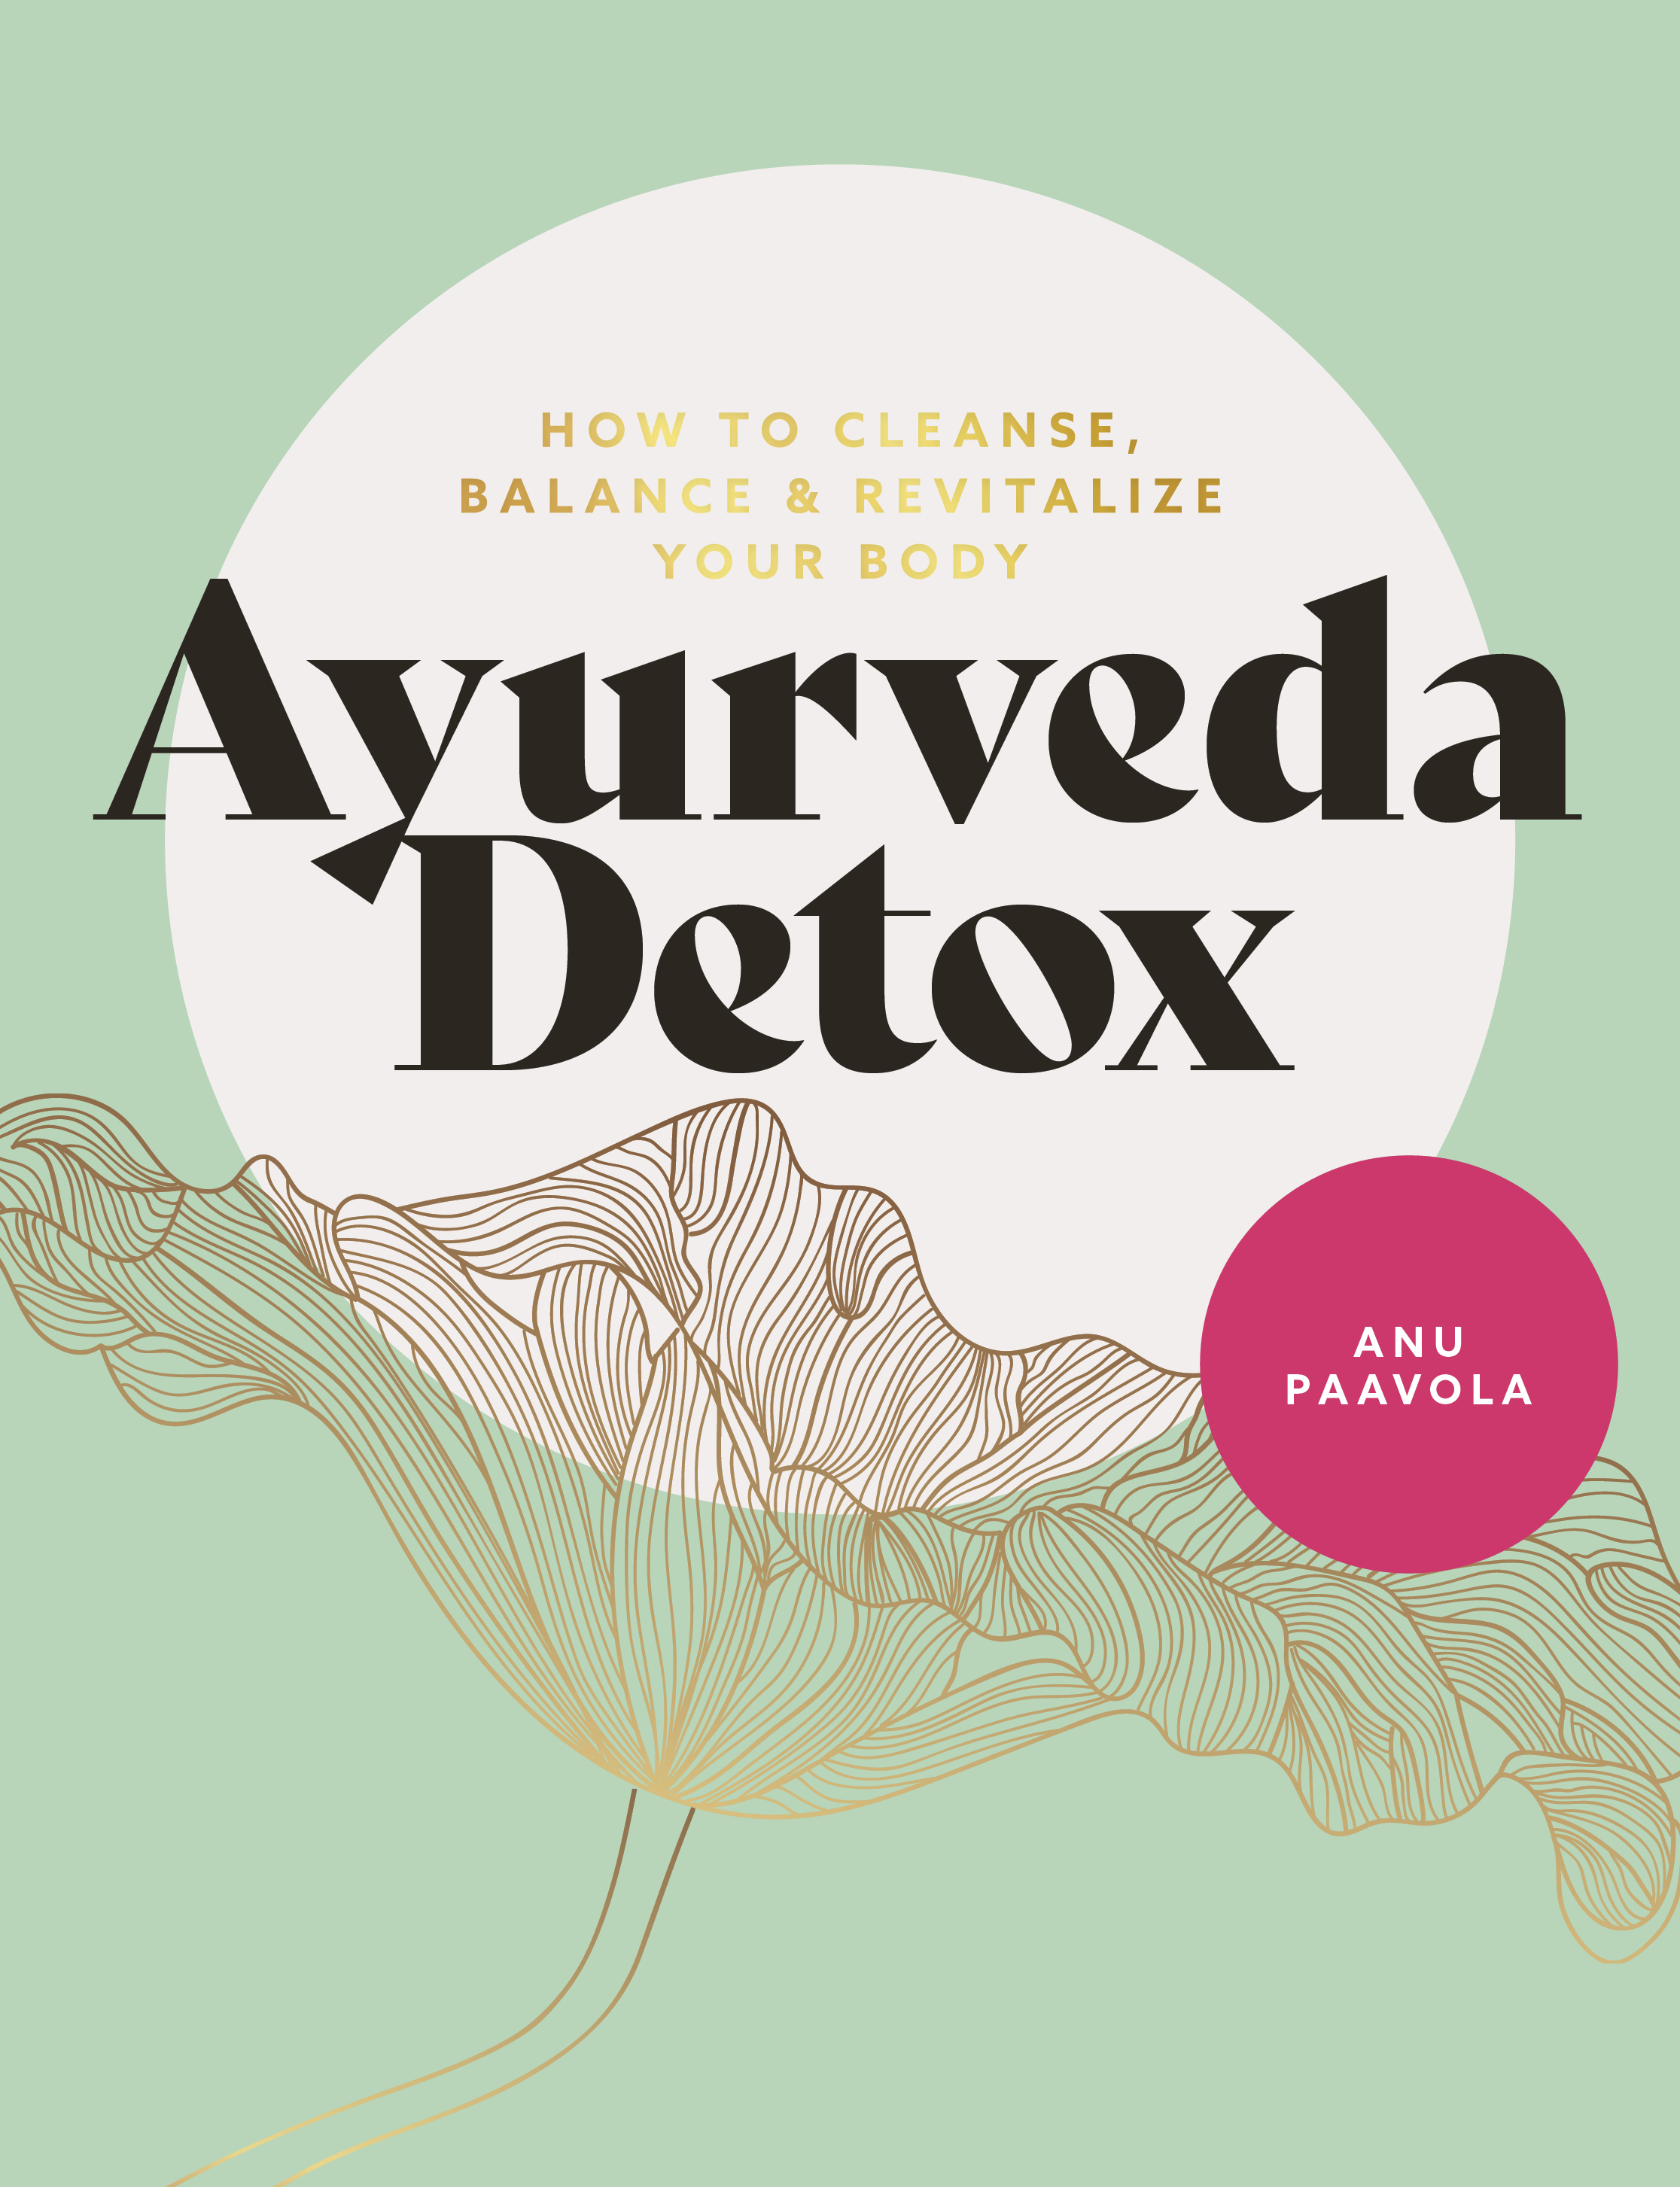 HOW TO CLEANSE,
BALANCE & REVITALIZE
YOUR BODY
Ayurveda
Detox
ANU
PAAVOLA